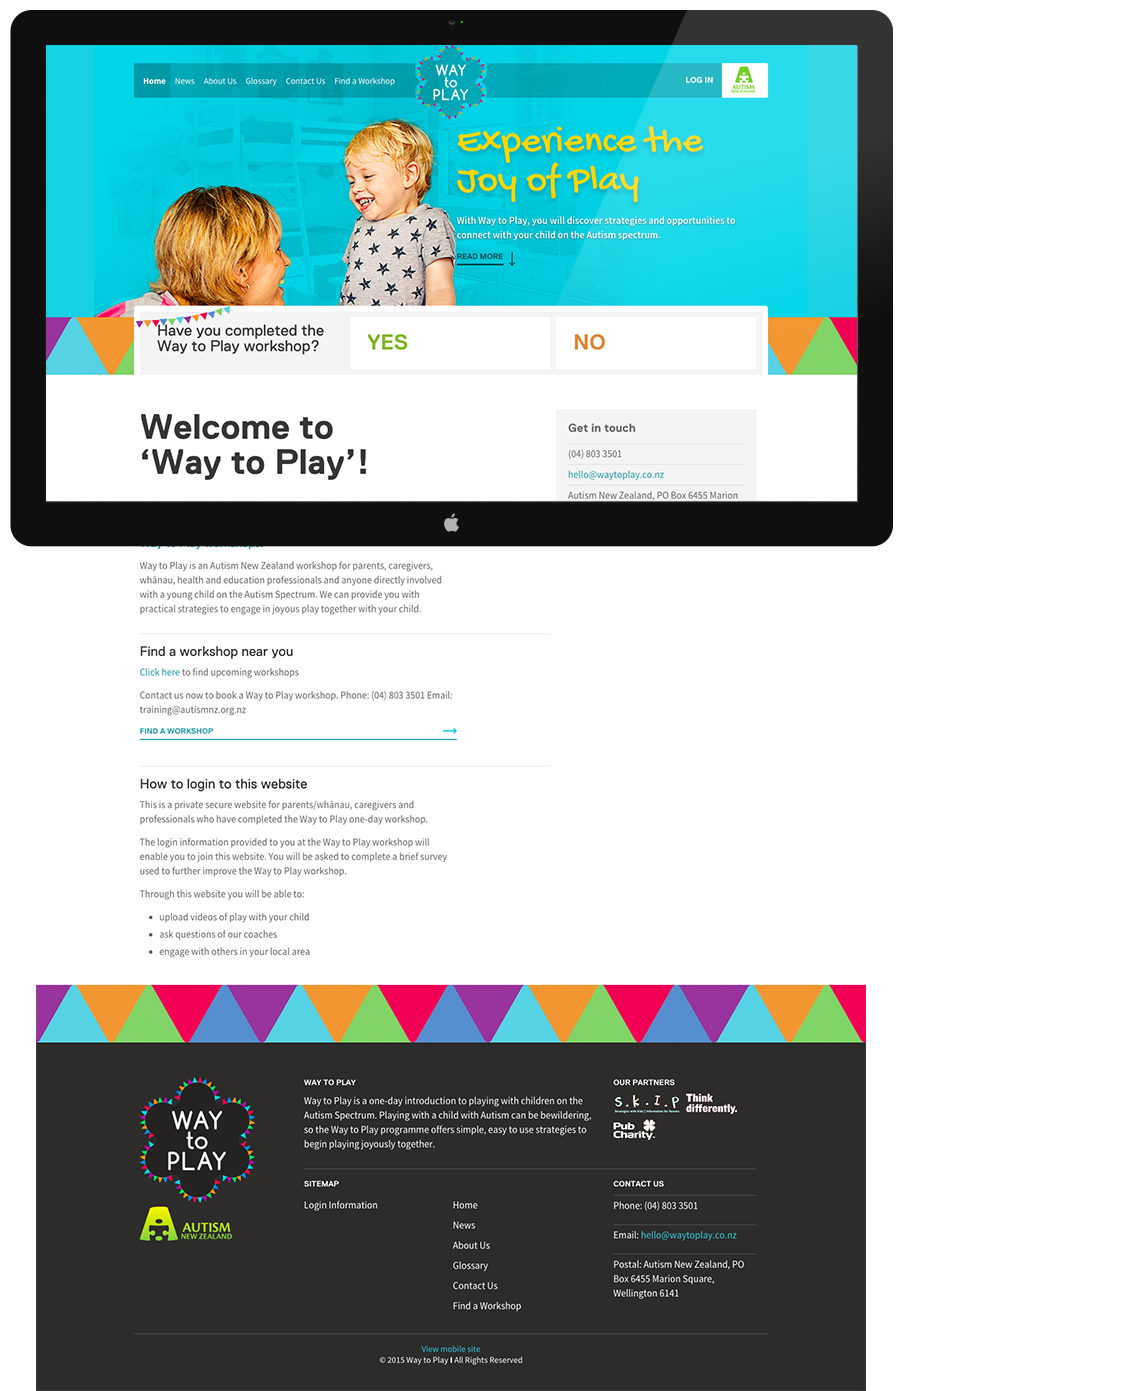 Home News About Us Glossary Contact Us Find a Workshop
WAY
to
PLAY
LOG IN
AUTISM
NEW ZEALAND
Experience the
Joy of Play
With Way to Play, you will discover strategies and opportunities to
connect with your child on the Autism spectrum.
READ MORE
Have you completed the
Way to Play workshop?
YES
NO
Welcome to
‘Way to Play’!
Get in touch
(04) 803 3501
hello@waytoplay.co.nz
Autism New Zealand, PO Box 6455 Marion
Way to Play is an Autism New Zealand workshop for parents, caregivers,
whānau, health and education professionals and anyone directly involved
with a young child on the Autism Spectrum. We can provide you with
practical strategies to engage in joyous play together with your child.
Find a workshop near you
Click here to find upcoming workshops
Contact us now to book a Way to Play workshop. Phone: (04) 803 3501 Email:
training@autismnz.org.nz
FIND A WORKSHOP
How to login to this website
This is a private secure website for parents/whānau, caregivers and
professionals who have completed the Way to Play one-day workshop.
The login information provided to you at the Way to Play workshop will
enable you to join this website. You will be asked to complete a brief survey
used to further improve the Way to Play workshop.
Through this website you will be able to:
• upload videos of play with your child
• ask questions of our coaches
• engage with others in your local area
WAY
to
PLAY
AUTISM
NEW ZEALAND
WAY TO PLAY
Way to Play is a one-day introduction to playing with children on the
Autism Spectrum. Playing with a child with Autism can be bewildering,
so the Way to Play programme offers simple, easy to use strategies to
begin playing joyously together.
OUR PARTNERS
S.K.I.P
Strategies with Kids | Information for Parents
Think
differently.
Pub
Charity.
SITEMAP
Login Information
Home
News
About Us
Glossary
Contact Us
Find a Workshop
CONTACT US
Phone: (04) 803 3501
Email: hello@waytoplay.co.nz
Postal: Autism New Zealand, PO
Box 6455 Marion Square,
Wellington 6141
View mobile site
© 2015 Way to Play I All Rights Reserved